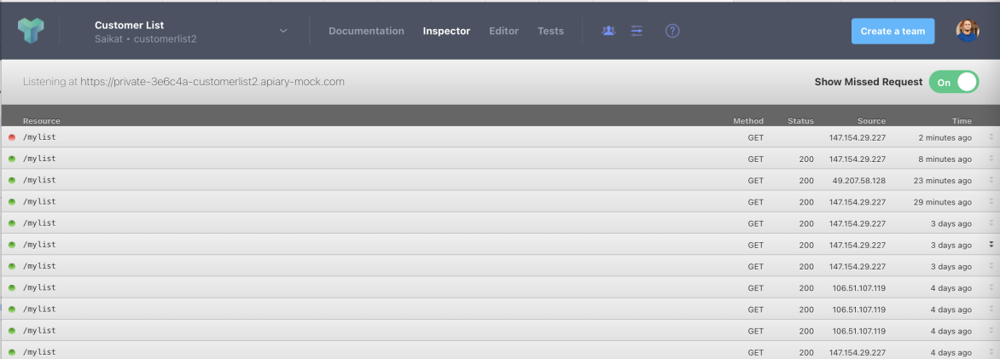 Customer List
Saikat • customerlist2
Documentation Inspector Editor Tests ? Create a team
Listening at https://private-3e6c4a-customerlist2.apiary-mock.com Show Missed Request On
Resource Method Status Source Time
/mylist GET 147.154.29.227 2 minutes ago
/mylist GET 200 147.154.29.227 8 minutes ago
/mylist GET 200 49.207.58.128 23 minutes ago
/mylist GET 200 147.154.29.227 29 minutes ago
/mylist GET 200 147.154.29.227 3 days ago
/mylist GET 200 147.154.29.227 3 days ago
/mylist GET 200 147.154.29.227 3 days ago
/mylist GET 200 106.51.107.119 4 days ago
/mylist GET 200 106.51.107.119 4 days ago
/mylist GET 200 106.51.107.119 4 days ago
/mylist GET 200 147.154.29.227 4 days ago